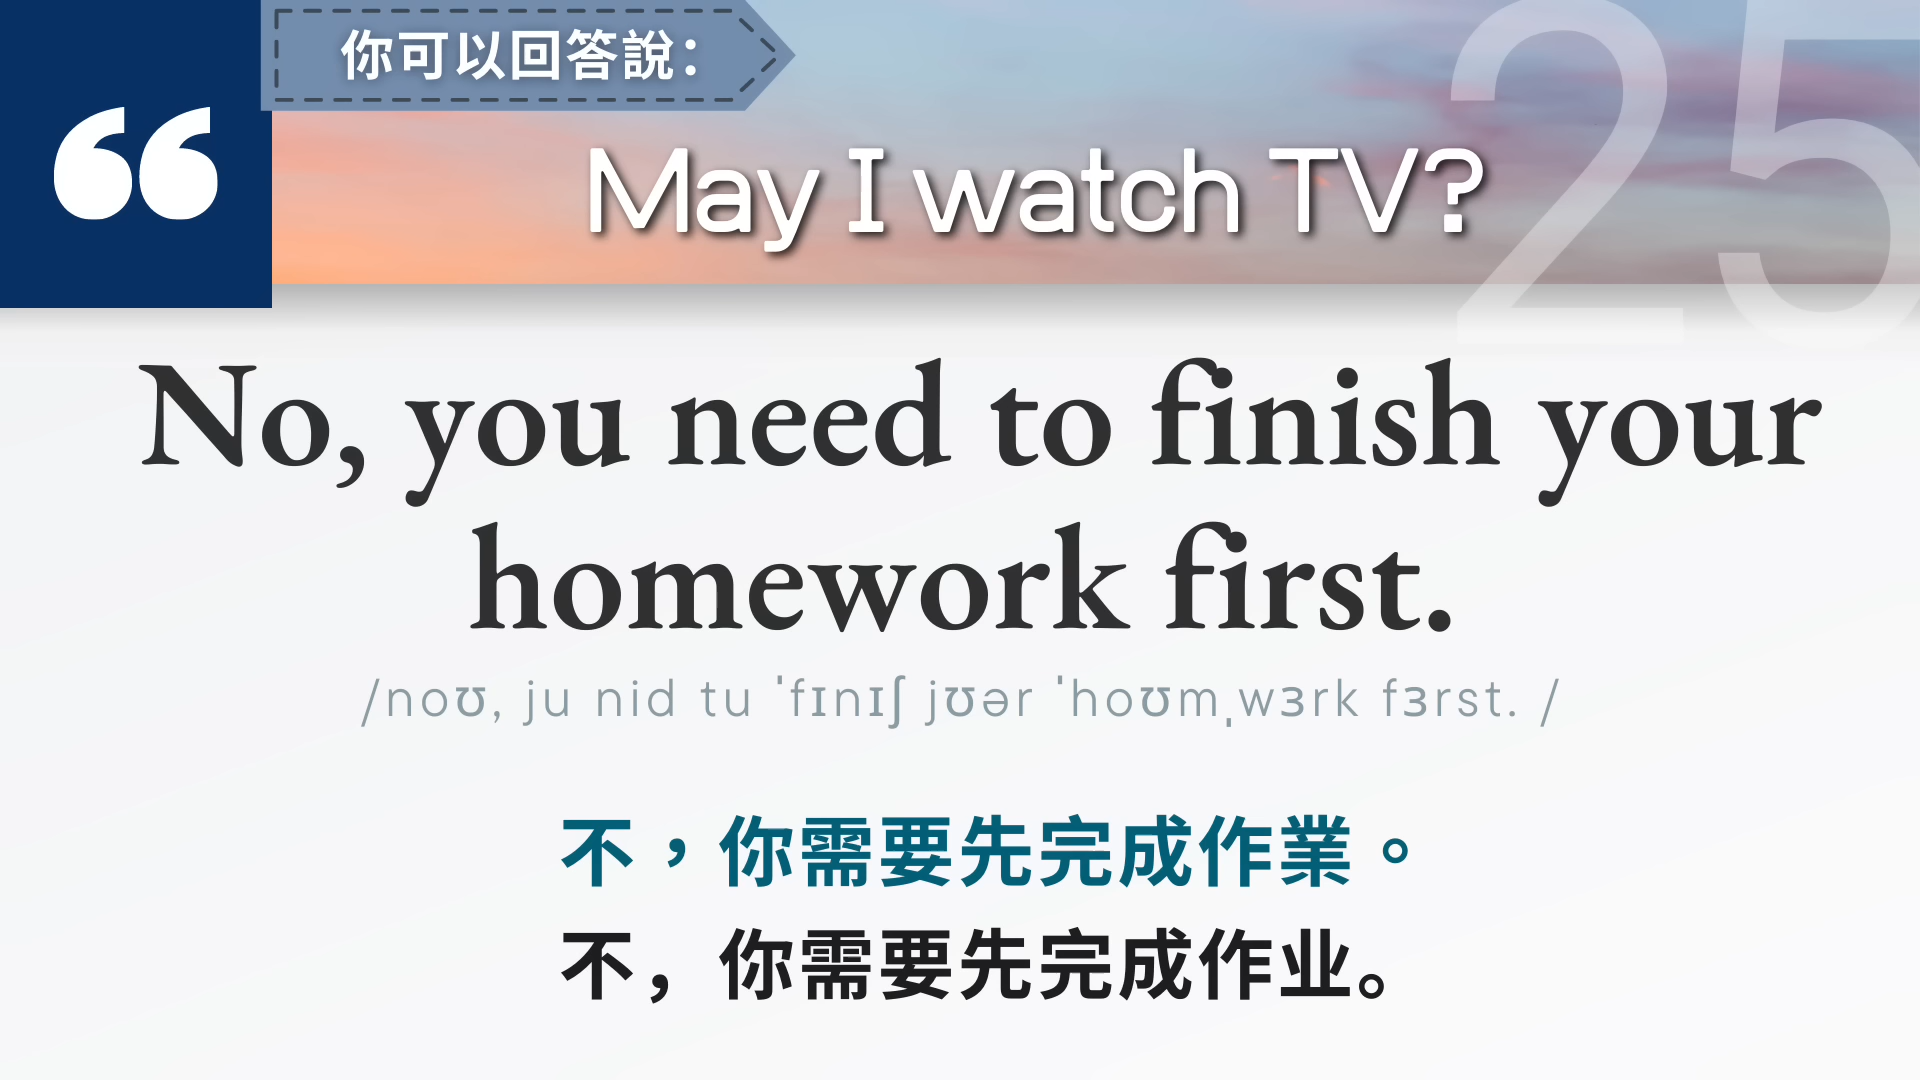 你可以回答說：
25
May I watch TV?
No, you need to finish your
homework first.
/noʊ, ju nid tu ˈfɪnɪʃ jʊər ˈhoʊmˌwɜrk fɜrst. /
不，你需要先完成作業。
不，你需要先完成作业。